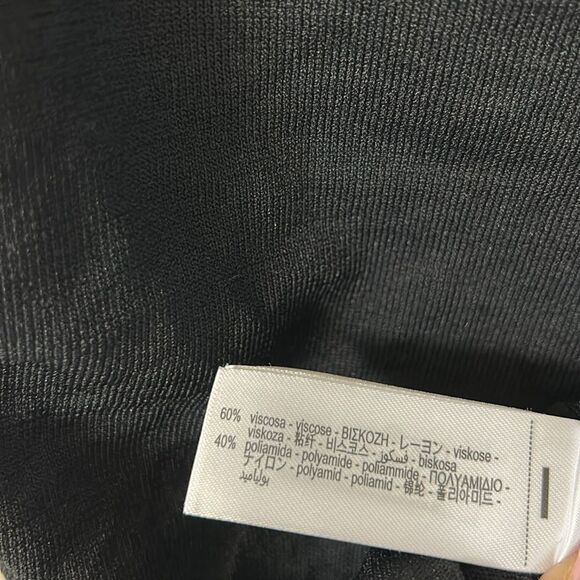 60% viscosa - viscose - ΒΙΣΚΟΖΗ - レーヨン - viskose -
viskoza - 粘纤 - 비스코스 - فسكوز - biskosa
40% poliamida - polyamide - poliammide - ΠΟΛΥΑΜΙΔΙΟ -
ナイロン - polyamid - poliamid - 锦纶 - 폴리아미드 -
بولياميد